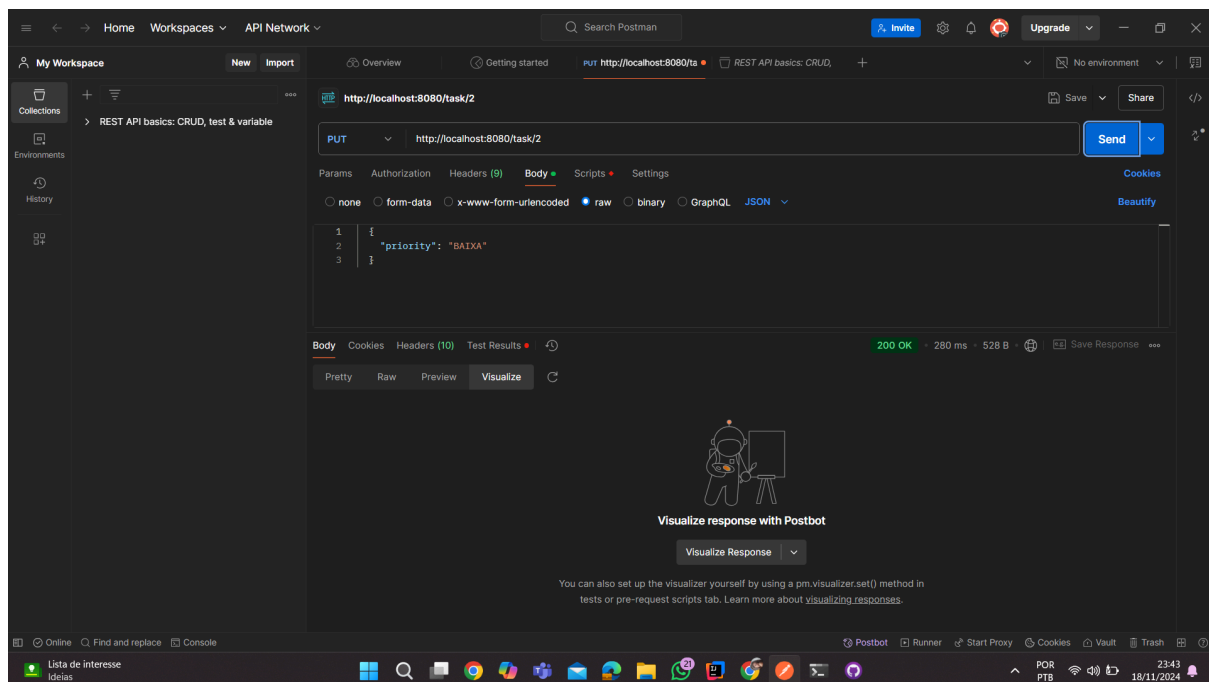 Home Workspaces API Network Search Postman Invite Upgrade
My Workspace New Import Overview Getting started PUT http://localhost:8080/ta REST API basics: CRUD, No environment
Collections
Environments
History
REST API basics: CRUD, test & variable
HTTP http://localhost:8080/task/2 Save Share
PUT http://localhost:8080/task/2 Send
Params Authorization Headers (9) Body Scripts Settings Cookies
none form-data x-www-form-urlencoded raw binary GraphQL JSON Beautify
1 {
2 "priority": "BAIXA"
3 }
Body Cookies Headers (10) Test Results 200 OK 280 ms 528 B e.g. Save Response
Pretty Raw Preview Visualize
Visualize response with Postbot
Visualize Response
You can also set up the visualizer yourself by using a pm.visualizer.set() method in
tests or pre-request scripts tab. Learn more about visualizing responses.
Online Find and replace Console Postbot Runner Start Proxy Cookies Vault Trash
Lista de interesse
Ideias
21
POR
PTB
23:43
18/11/2024